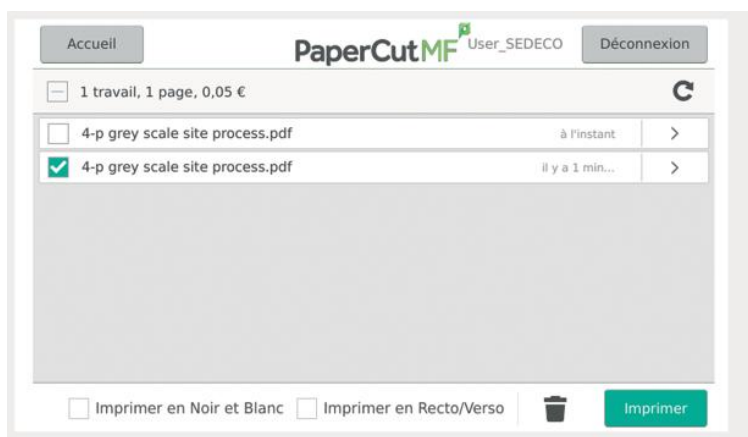 Accueil
PaperCutMF
User_SEDECO
Déconnexion
1 travail, 1 page, 0,05 €
4-p grey scale site process.pdf à l'instant
4-p grey scale site process.pdf il y a 1 min...
Imprimer en Noir et Blanc Imprimer en Recto/Verso Imprimer